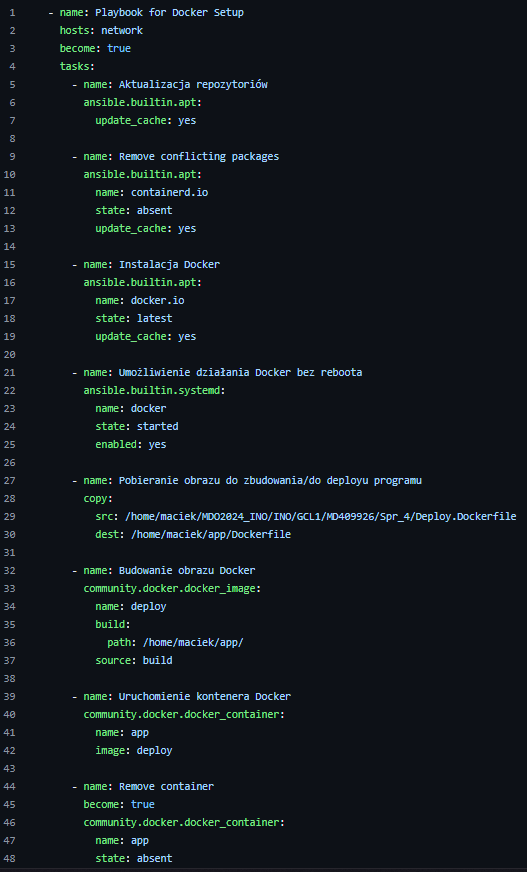 1 - name: Playbook for Docker Setup
2 hosts: network
3 become: true
4 tasks:
5 - name: Aktualizacja repozytoriów
6 ansible.builtin.apt:
7 update_cache: yes
8
9 - name: Remove conflicting packages
10 ansible.builtin.apt:
11 name: containerd.io
12 state: absent
13 update_cache: yes
14
15 - name: Instalacja Docker
16 ansible.builtin.apt:
17 name: docker.io
18 state: latest
19 update_cache: yes
20
21 - name: Umożliwienie działania Docker bez reboota
22 ansible.builtin.systemd:
23 name: docker
24 state: started
25 enabled: yes
26
27 - name: Pobieranie obrazu do zbudowania/do deployu programu
28 copy:
29 src: /home/maciek/MDO2024_INO/INO/GCL1/MD409926/Spr_4/Deploy.Dockerfile
30 dest: /home/maciek/app/Dockerfile
31
32 - name: Budowanie obrazu Docker
33 community.docker.docker_image:
34 name: deploy
35 build:
36 path: /home/maciek/app/
37 source: build
38
39 - name: Uruchomienie kontenera Docker
40 community.docker.docker_container:
41 name: app
42 image: deploy
43
44 - name: Remove container
45 become: true
46 community.docker.docker_container:
47 name: app
48 state: absent